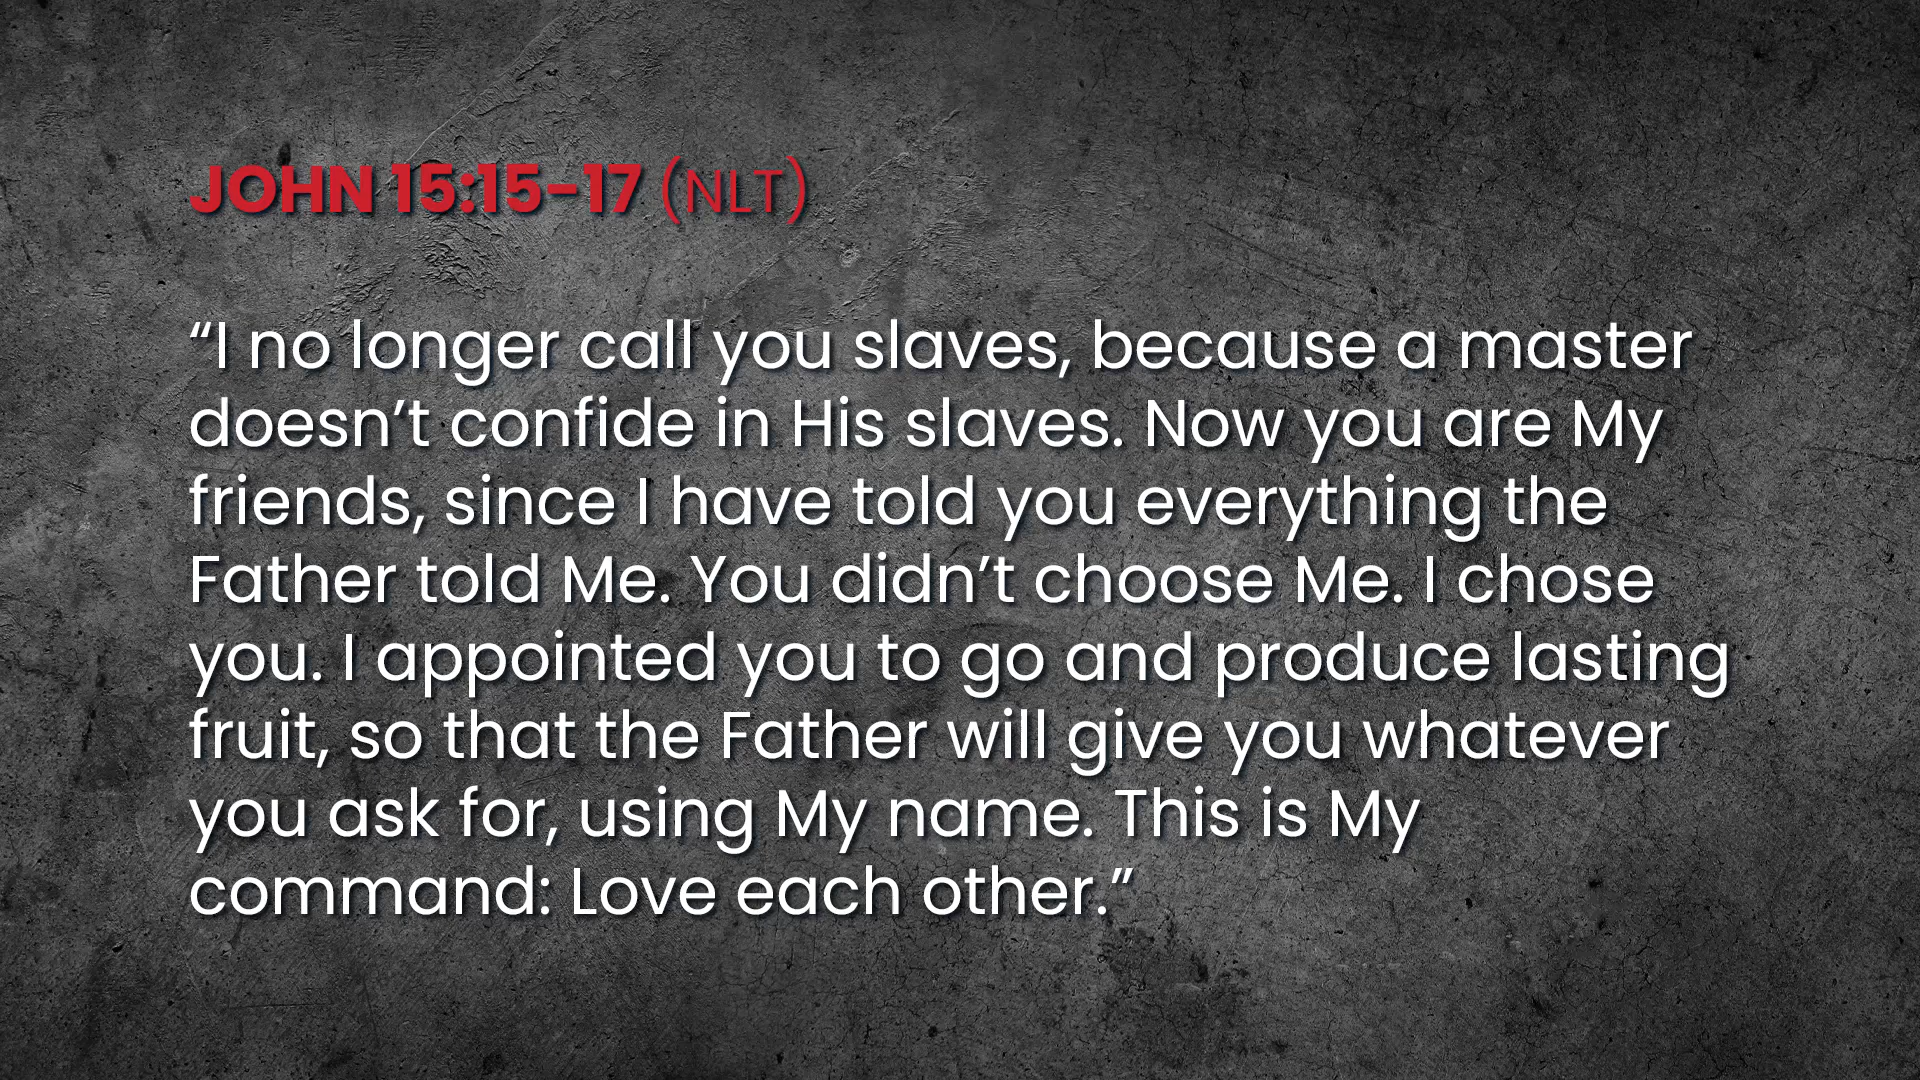 JOHN 15:15-17 (NLT)
“I no longer call you slaves, because a master
doesn’t confide in His slaves. Now you are My
friends, since I have told you everything the
Father told Me. You didn’t choose Me. I chose
you. I appointed you to go and produce lasting
fruit, so that the Father will give you whatever
you ask for, using My name. This is My
command: Love each other.”